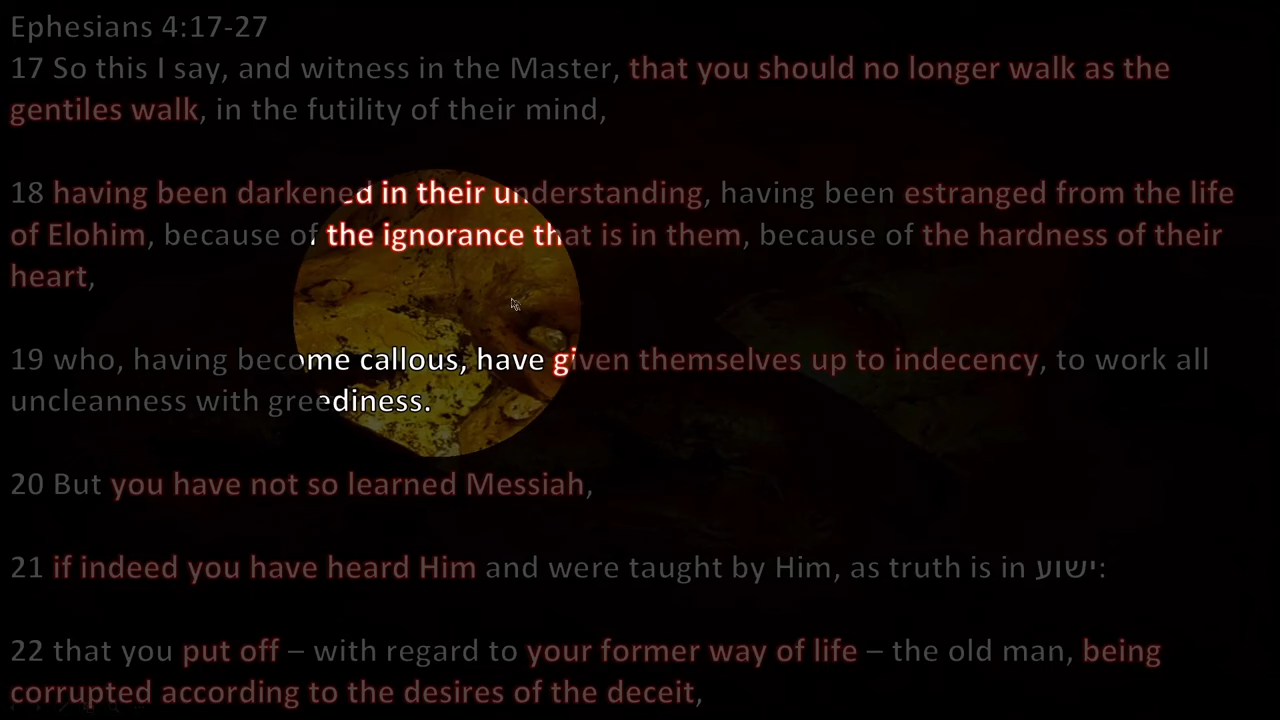 Ephesians 4:17-27
17 So this I say, and witness in the Master, that you should no longer walk as the
gentiles walk, in the futility of their mind,
18 having been darkened in their understanding, having been estranged from the life
of Elohim, because of the ignorance that is in them, because of the hardness of their
heart,
19 who, having become callous, have given themselves up to indecency, to work all
uncleanness with greediness.
20 But you have not so learned Messiah,
21 if indeed you have heard Him and were taught by Him, as truth is in ישוע:
22 that you put off – with regard to your former way of life – the old man, being
corrupted according to the desires of the deceit,